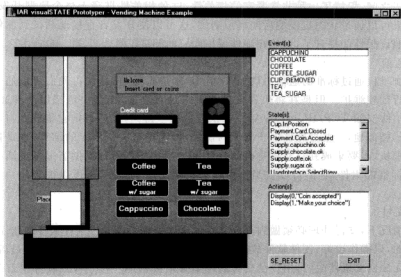 IAR visualSTATE Prototyper - Vending Machine Example
Welcome
Insert card or coins
Credit card
Coffee
Tea
Coffee
w/ sugar
Tea
w/ sugar
Cappuccino
Chocolate
Place
Event(s):
CAPPUCHINO
CHOCOLATE
COFFEE
COFFEE_SUGAR
CUP_REMOVED
TEA
TEA_SUGAR
State(s):
Cup.InPosition
Payment.Card.Closed
Payment.Coin.Accepted
Supply.capuchino.ok
Supply.chocolate.ok
Supply.coffe.ok
Supply.sugar.ok
UserInterface.SelectBrew
Action(s):
Display(0,"Coin accepted")
Display(1,"Make your choice")
SE_RESET
EXIT